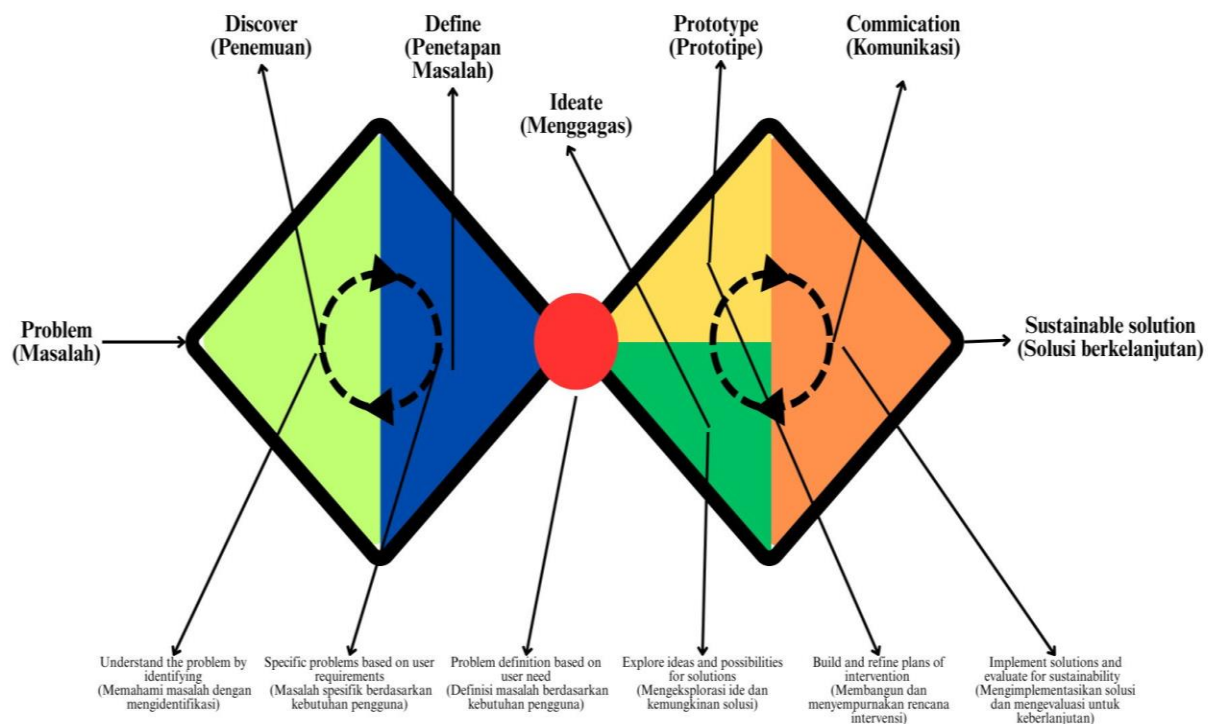 Discover
(Penemuan)
Define
(Penetapan
Masalah)
Ideate
(Menggagas)
Prototype
(Prototipe)
Commication
(Komunikasi)
Problem
(Masalah)
Sustainable solution
(Solusi berkelanjutan)
Understand the problem by
identifying
(Memahami masalah dengan
mengidentifikasi)
Specific problems based on user
requirements
(Masalah spesifik berdasarkan
kebutuhan pengguna)
Problem definition based on
user need
(Definisi masalah berdasarkan
kebutuhan pengguna)
Explore ideas and possibilities
for solutions
(Mengeksplorasi ide dan
kemungkinan solusi)
Build and refine plans of
intervention
(Membangun dan
menyempurnakan rencana
intervensi)
Implement solutions and
evaluate for sustainability
(Mengimplementasikan solusi
dan mengevaluasi untuk
keberlanjutan)